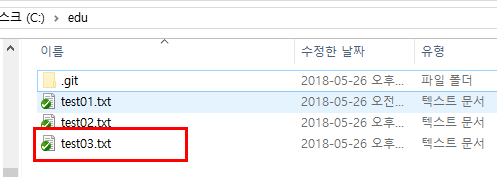 스크 (C:) > edu
이름 수정한 날짜 유형
.git 2018-05-26 오후... 파일 폴더
test01.txt 2018-05-26 오전... 텍스트 문서
test02.txt 2018-05-26 오후... 텍스트 문서
test03.txt 2018-05-26 오후... 텍스트 문서